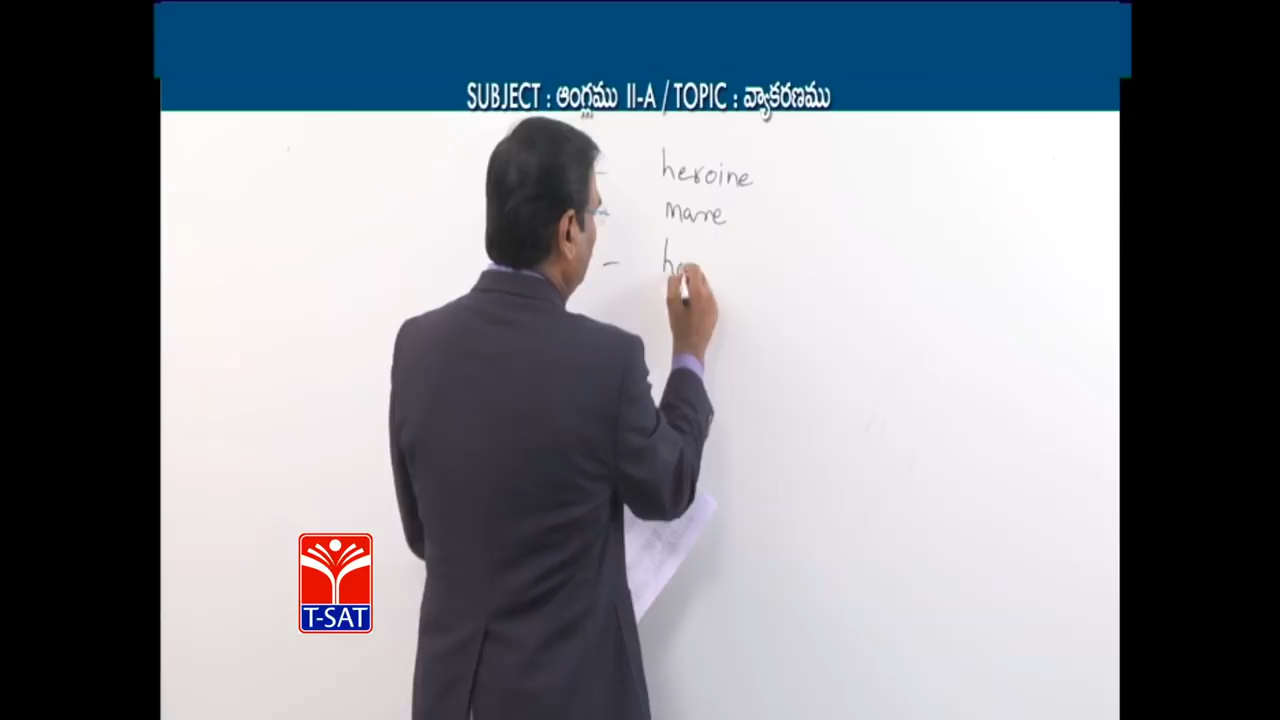 SUBJECT : ఆంగ్లము II-A / TOPIC : వ్యాకరణము
- heroine
mare
-
T-SAT